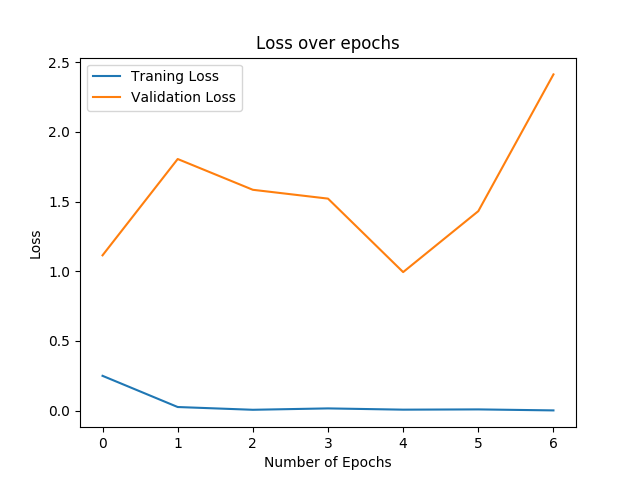 Loss over epochs
Traning Loss
Validation Loss
Loss
2.5
2.0
1.5
1.0
0.5
0.0
0 1 2 3 4 5 6
Number of Epochs